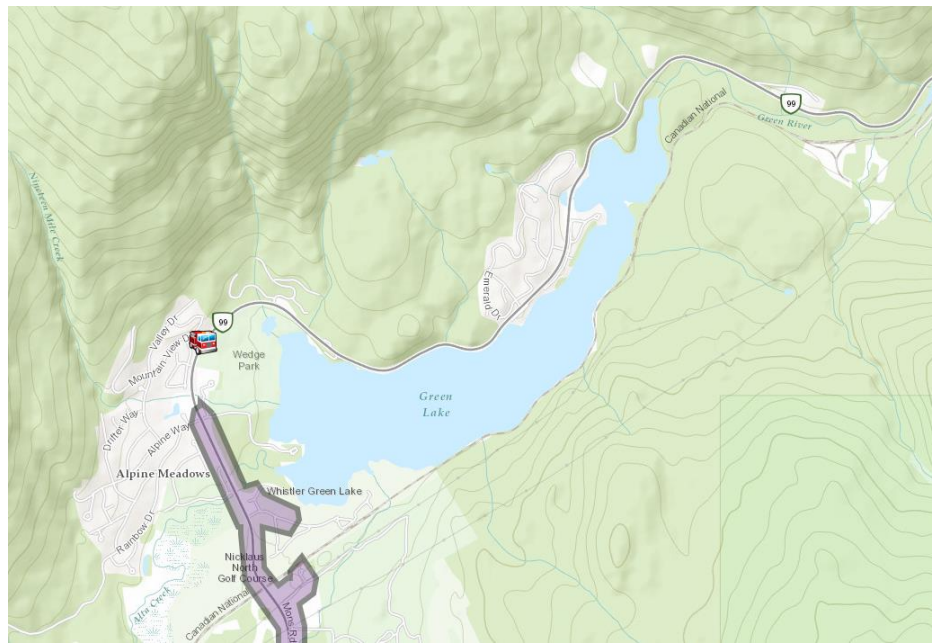 99
Canadian National
Green River
Nineteen Mile Creek
Emerald Dr
99
Valley Dr
Mountain View Dr
Wedge
Park
Green
Lake
Drifter Way
Alpine Way
Alpine Meadows
Whistler Green Lake
Rainbow Dr
Nicklaus
North
Golf Course
Alta Creek
Canadian National
Mons Rd